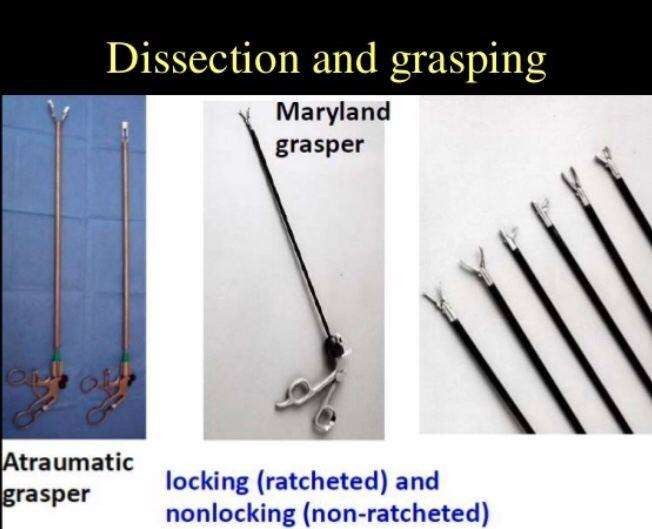 Dissection and grasping
Maryland
grasper
Atraumatic
grasper
locking (ratcheted) and
nonlocking (non-ratcheted)